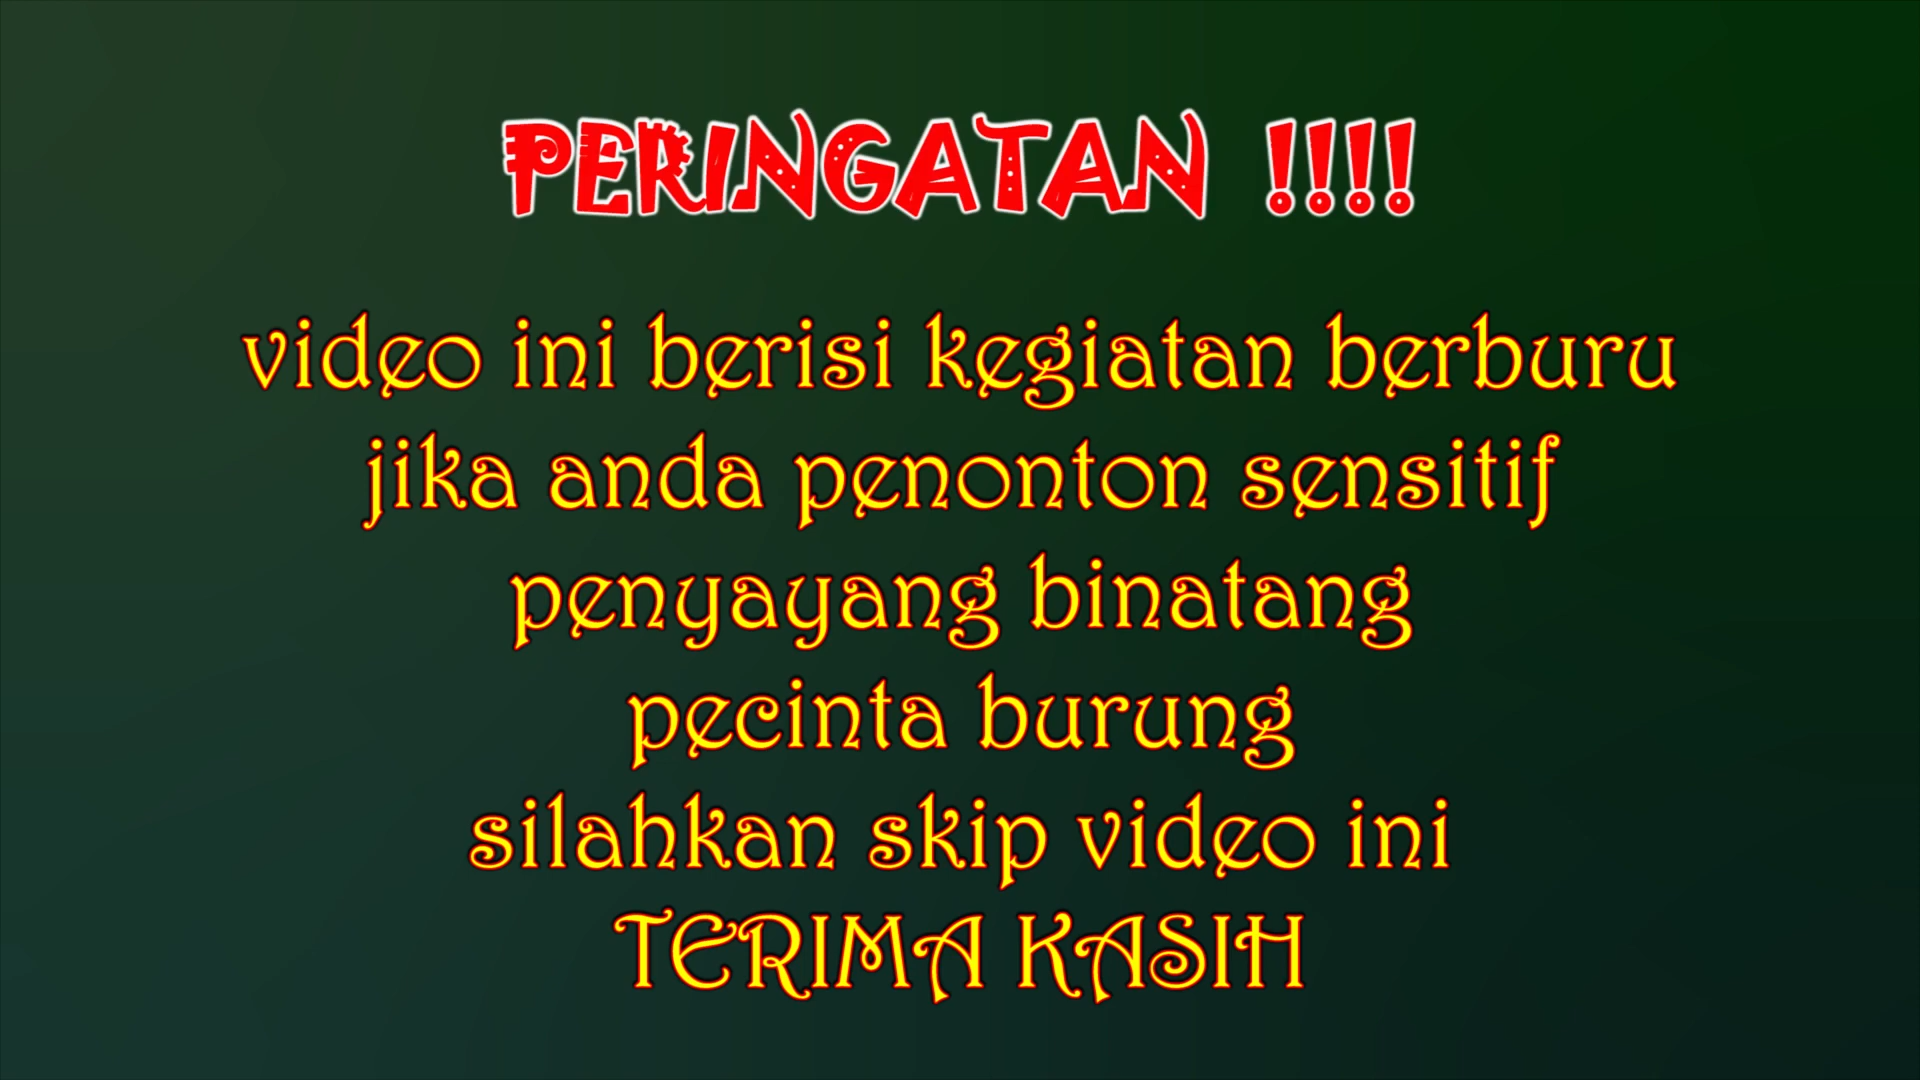 PERINGATAN !!!!
video ini berisi kegiatan berburu
jika anda penonton sensitif
penyayang binatang
pecinta burung
silahkan skip video ini
TERIMA KASIH